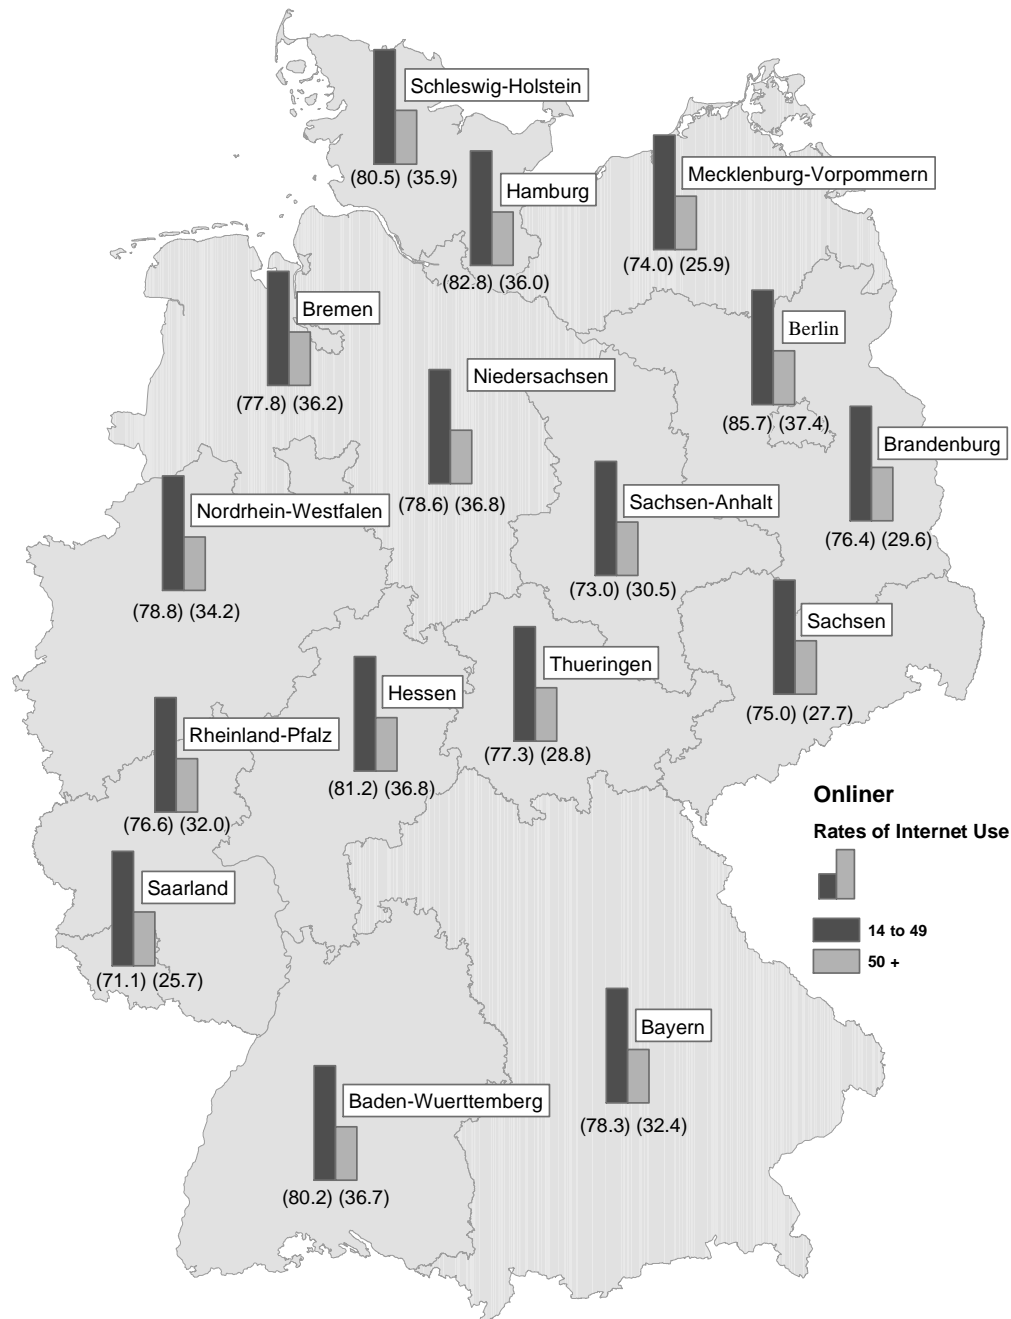 Schleswig-Holstein
(80.5) (35.9)
Hamburg
(82.8) (36.0)
Mecklenburg-Vorpommern
(74.0) (25.9)
Bremen
(77.8) (36.2)
Berlin
(85.7) (37.4)
Niedersachsen
(78.6) (36.8)
Brandenburg
(76.4) (29.6)
Nordrhein-Westfalen
(78.8) (34.2)
Sachsen-Anhalt
(73.0) (30.5)
Sachsen
(75.0) (27.7)
Thueringen
(77.3) (28.8)
Hessen
(81.2) (36.8)
Rheinland-Pfalz
(76.6) (32.0)
Onliner
Rates of Internet Use
14 to 49
50 +
Saarland
(71.1) (25.7)
Bayern
(78.3) (32.4)
Baden-Wuerttemberg
(80.2) (36.7)